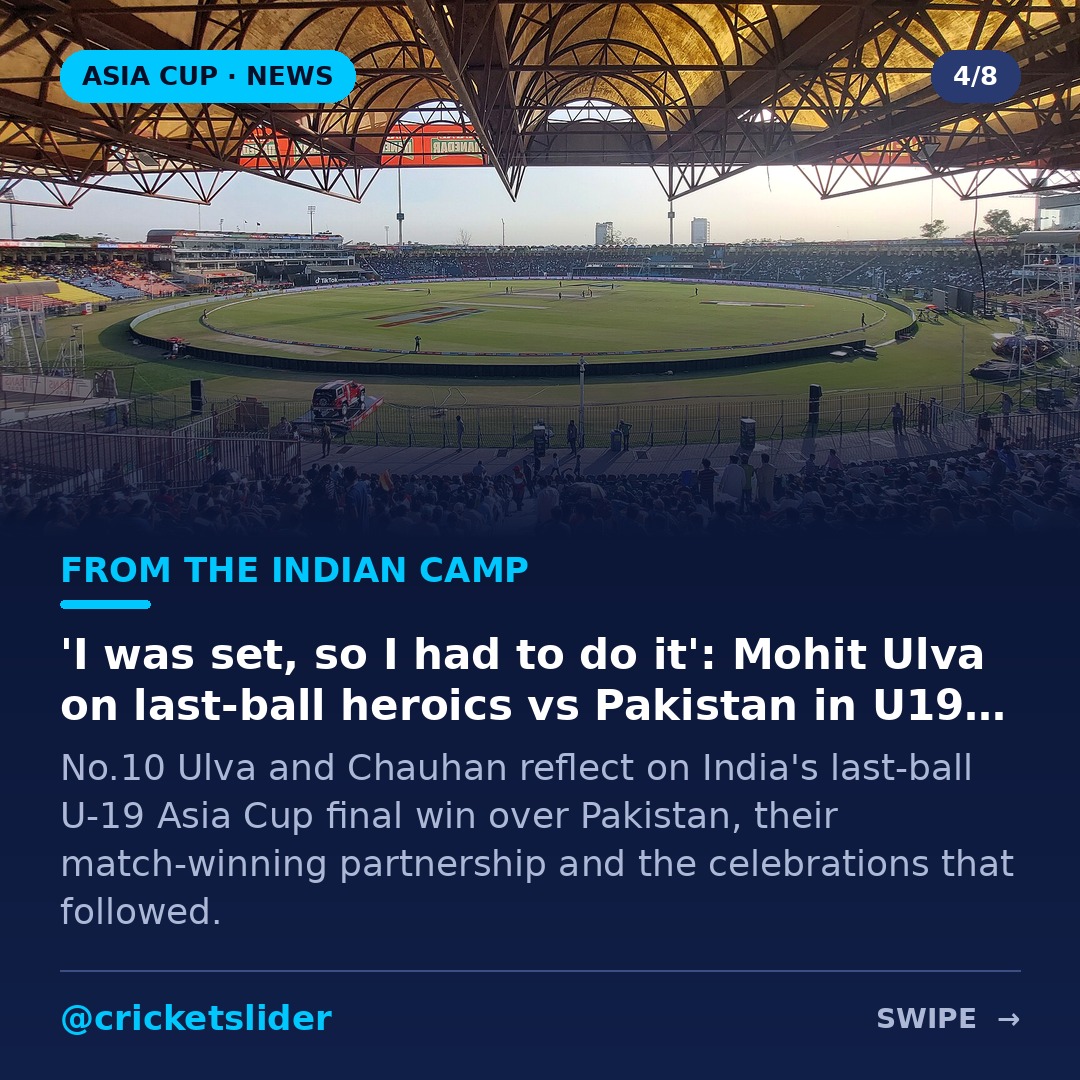 ASIA CUP · NEWS
4/8
TikTok
FROM THE INDIAN CAMP
'I was set, so I had to do it': Mohit Ulva
on last-ball heroics vs Pakistan in U19...
No.10 Ulva and Chauhan reflect on India's last-ball
U-19 Asia Cup final win over Pakistan, their
match-winning partnership and the celebrations that
followed.
@cricketslider
SWIPE →